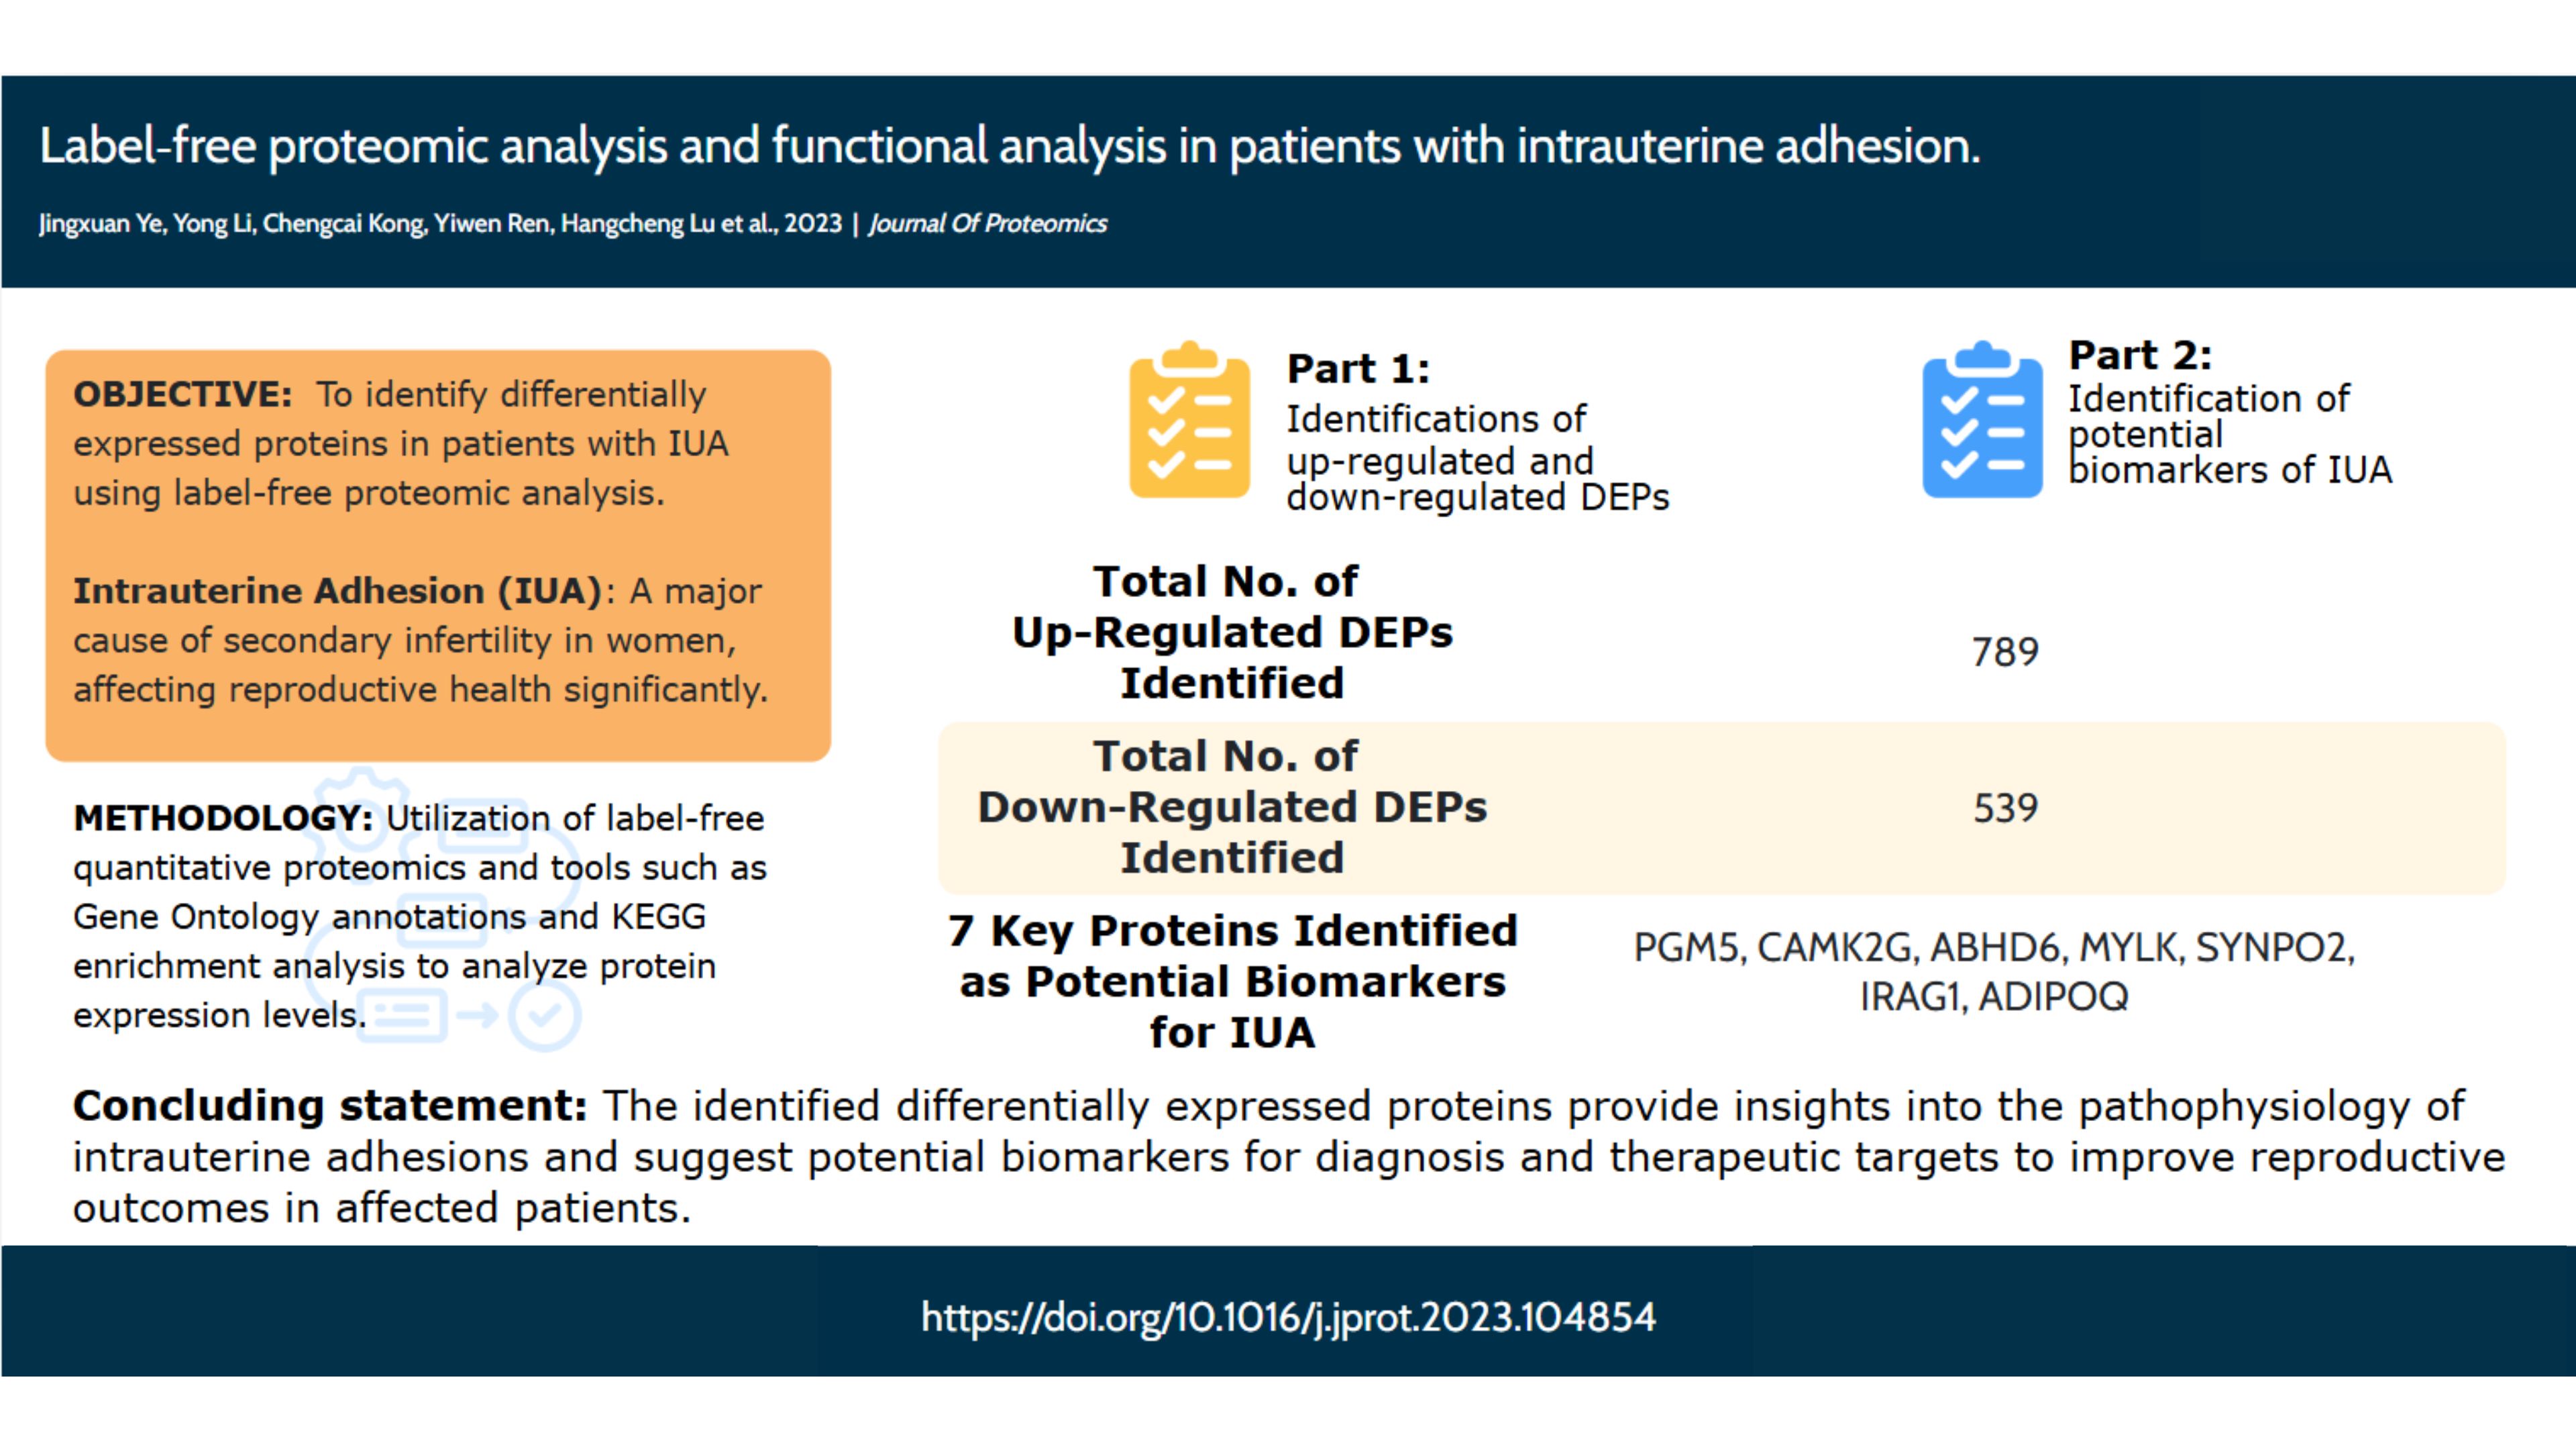 Label-free proteomic analysis and functional analysis in patients with intrauterine adhesion.
Jingxuan Ye, Yong Li, Chengcai Kong, Yiwen Ren, Hangcheng Lu et al., 2023 | Journal Of Proteomics
OBJECTIVE: To identify differentially
expressed proteins in patients with IUA
using label-free proteomic analysis.
Intrauterine Adhesion (IUA): A major
cause of secondary infertility in women,
affecting reproductive health significantly.
METHODOLOGY: Utilization of label-free
quantitative proteomics and tools such as
Gene Ontology annotations and KEGG
enrichment analysis to analyze protein
expression levels.
Part 1:
Identifications of
up-regulated and
down-regulated DEPs
Part 2:
Identification of
potential
biomarkers of IUA
Total No. of
Up-Regulated DEPs
Identified
789
Total No. of
Down-Regulated DEPs
Identified
539
7 Key Proteins Identified
as Potential Biomarkers
for IUA
PGM5, CAMK2G, ABHD6, MYLK, SYNPO2,
IRAG1, ADIPOQ
Concluding statement: The identified differentially expressed proteins provide insights into the pathophysiology of
intrauterine adhesions and suggest potential biomarkers for diagnosis and therapeutic targets to improve reproductive
outcomes in affected patients.
https://doi.org/10.1016/j.jprot.2023.104854